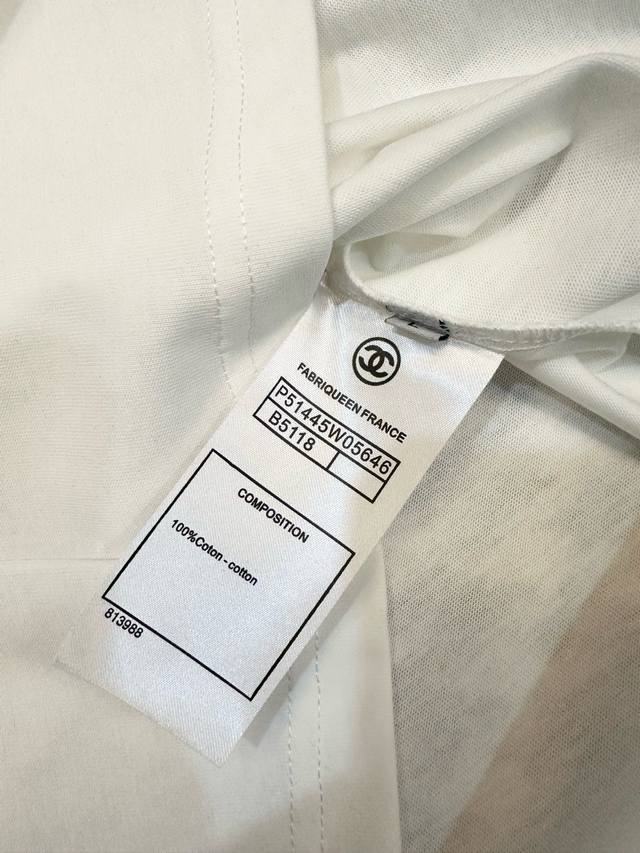 FABRIQUEEN FRANCE
P51445W05646
B5118
COMPOSITION
100%Coton-cotton
813988